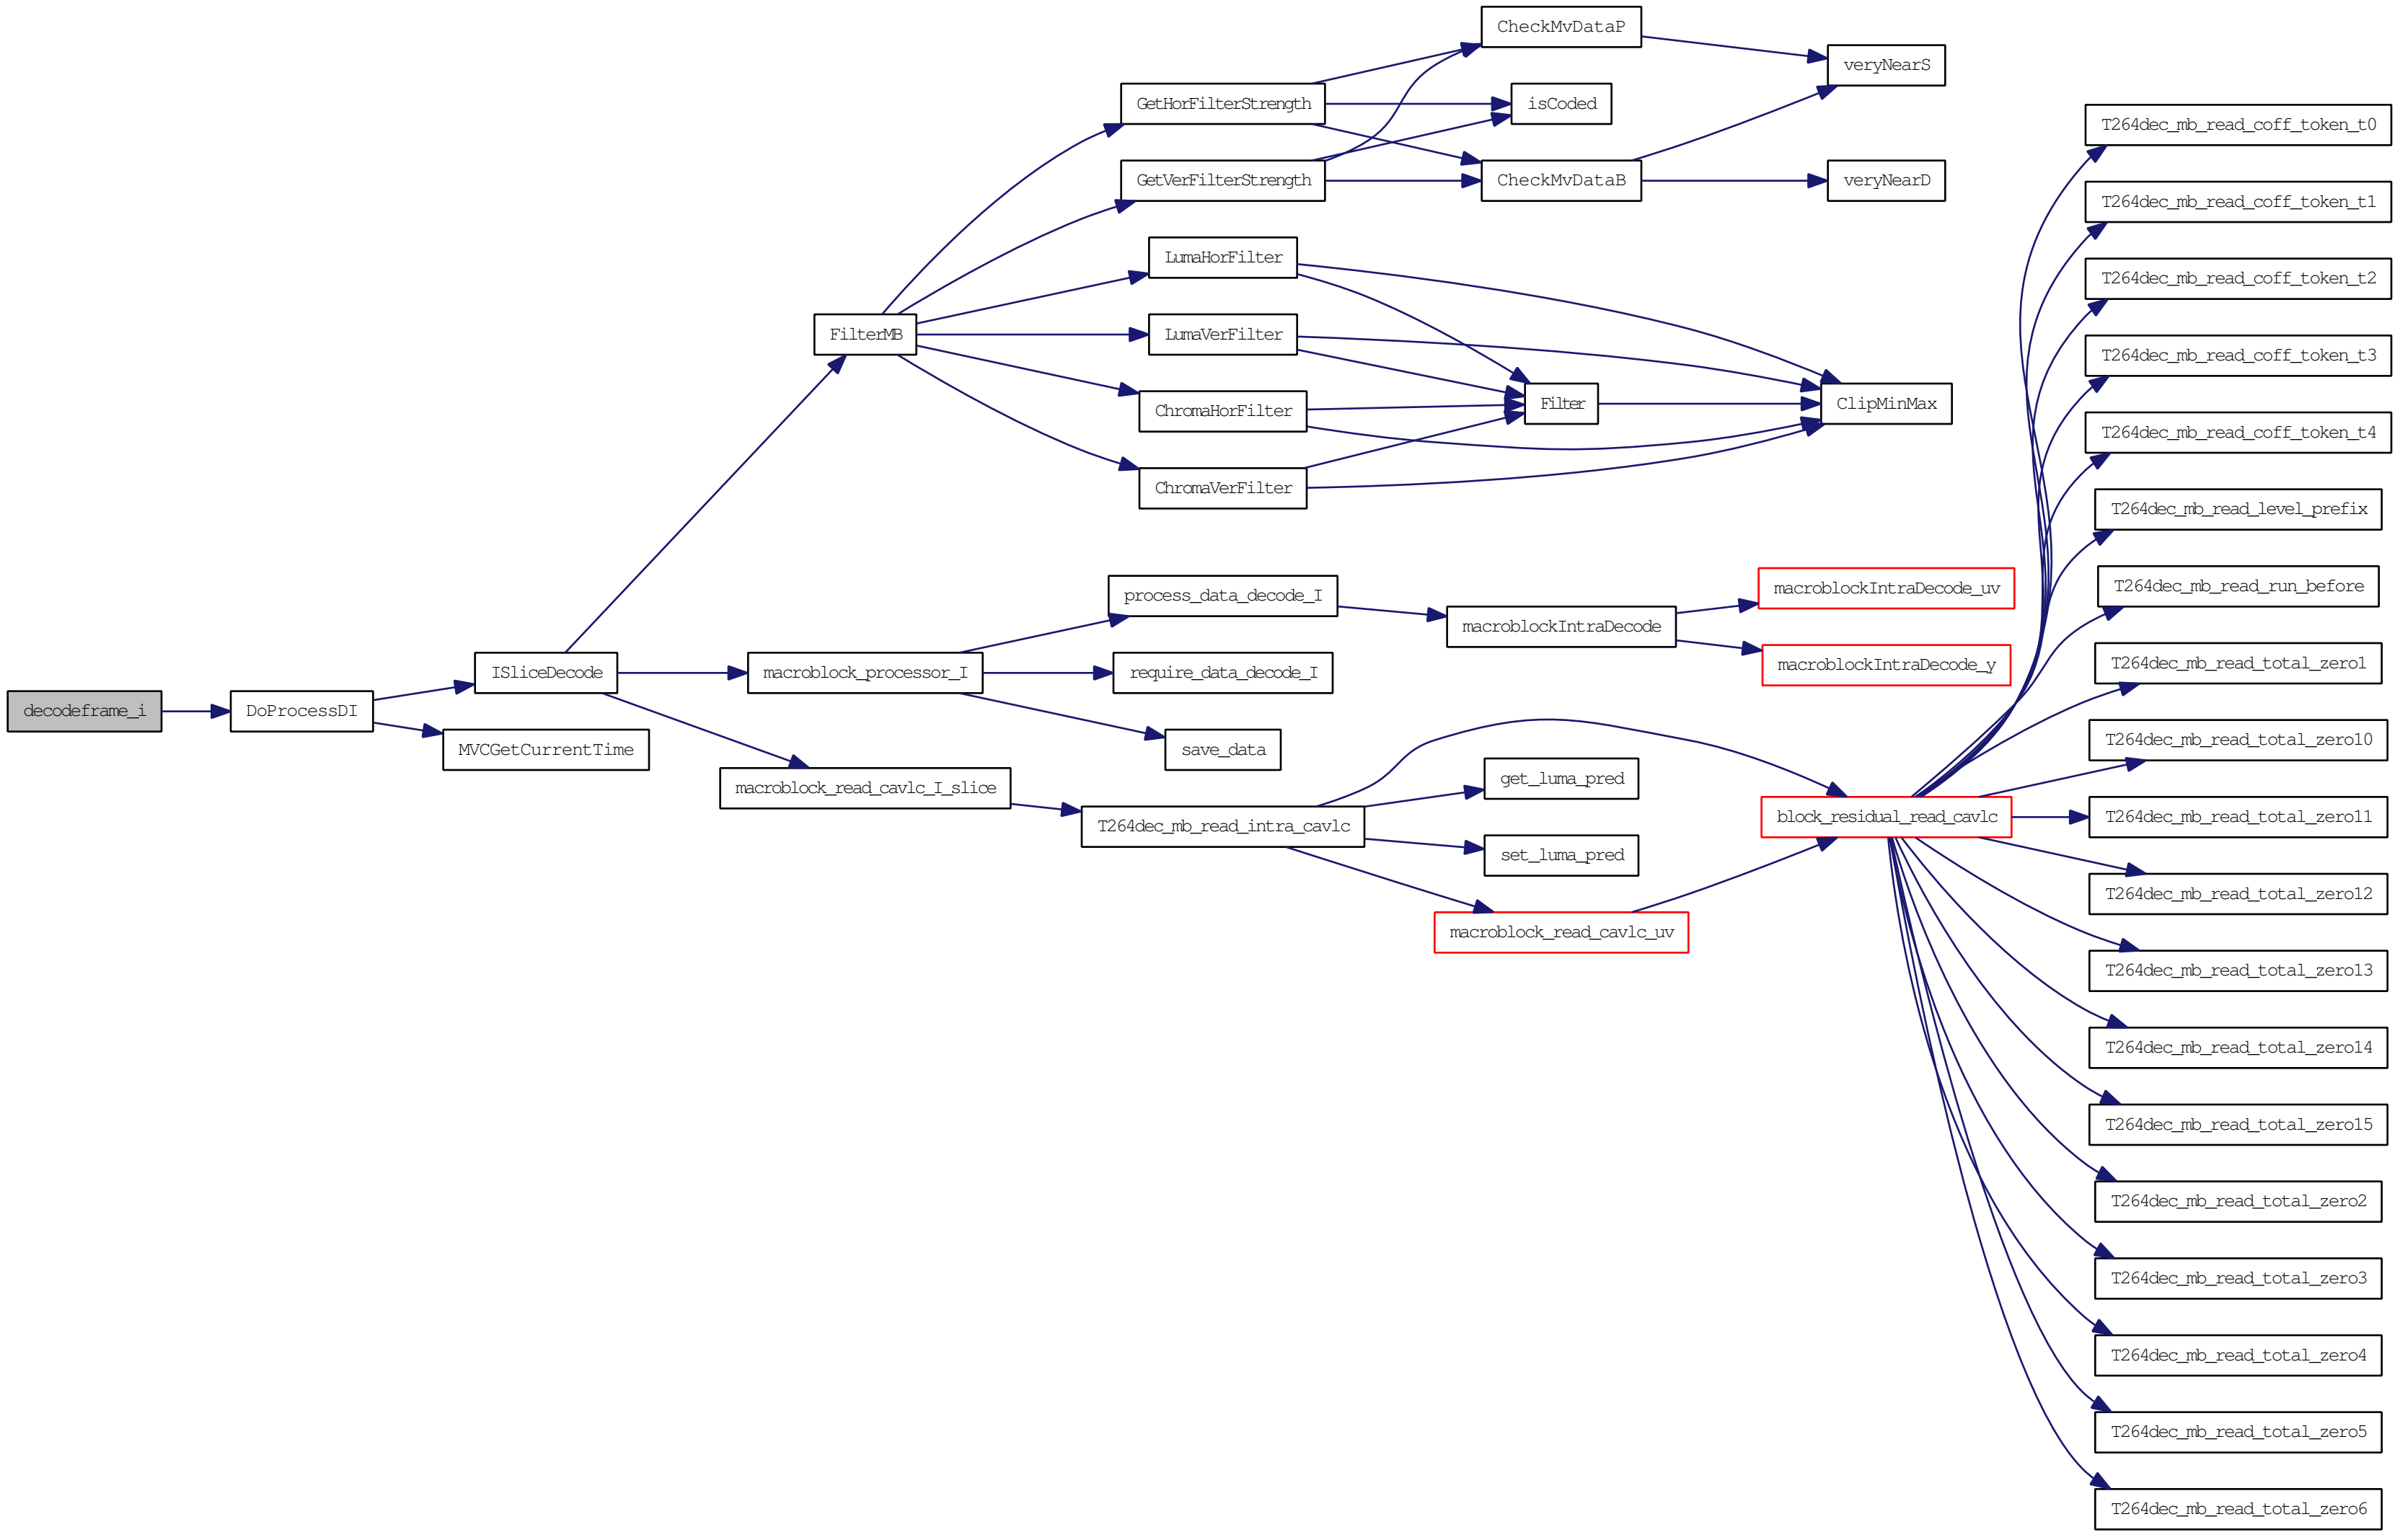 decodeframe_i
DoProcessDI
ISliceDecode
MVCGetCurrentTime
FilterMB
macroblock_processor_I
macroblock_read_cavlc_I_slice
GetHorFilterStrength
GetVerFilterStrength
LumaHorFilter
LumaVerFilter
ChromaHorFilter
ChromaVerFilter
process_data_decode_I
require_data_decode_I
save_data
T264dec_mb_read_intra_cavlc
CheckMvDataP
isCoded
CheckMvDataB
Filter
macroblockIntraDecode
get_luma_pred
set_luma_pred
macroblock_read_cavlc_uv
veryNearS
veryNearD
ClipMinMax
macroblockIntraDecode_uv
macroblockIntraDecode_y
block_residual_read_cavlc
T264dec_mb_read_coff_token_t0
T264dec_mb_read_coff_token_t1
T264dec_mb_read_coff_token_t2
T264dec_mb_read_coff_token_t3
T264dec_mb_read_coff_token_t4
T264dec_mb_read_level_prefix
T264dec_mb_read_run_before
T264dec_mb_read_total_zero1
T264dec_mb_read_total_zero10
T264dec_mb_read_total_zero11
T264dec_mb_read_total_zero12
T264dec_mb_read_total_zero13
T264dec_mb_read_total_zero14
T264dec_mb_read_total_zero15
T264dec_mb_read_total_zero2
T264dec_mb_read_total_zero3
T264dec_mb_read_total_zero4
T264dec_mb_read_total_zero5
T264dec_mb_read_total_zero6